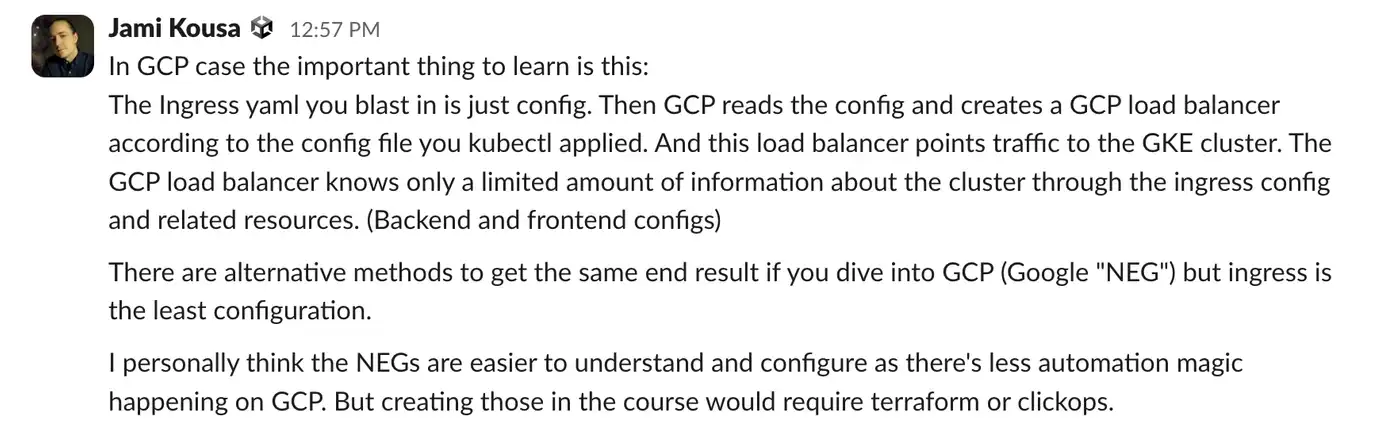 Jami Kousa 12:57 PM
In GCP case the important thing to learn is this:
The Ingress yaml you blast in is just config. Then GCP reads the config and creates a GCP load balancer
according to the config file you kubectl applied. And this load balancer points traffic to the GKE cluster. The
GCP load balancer knows only a limited amount of information about the cluster through the ingress config
and related resources. (Backend and frontend configs)
There are alternative methods to get the same end result if you dive into GCP (Google "NEG") but ingress is
the least configuration.
I personally think the NEGs are easier to understand and configure as there's less automation magic
happening on GCP. But creating those in the course would require terraform or clickops.